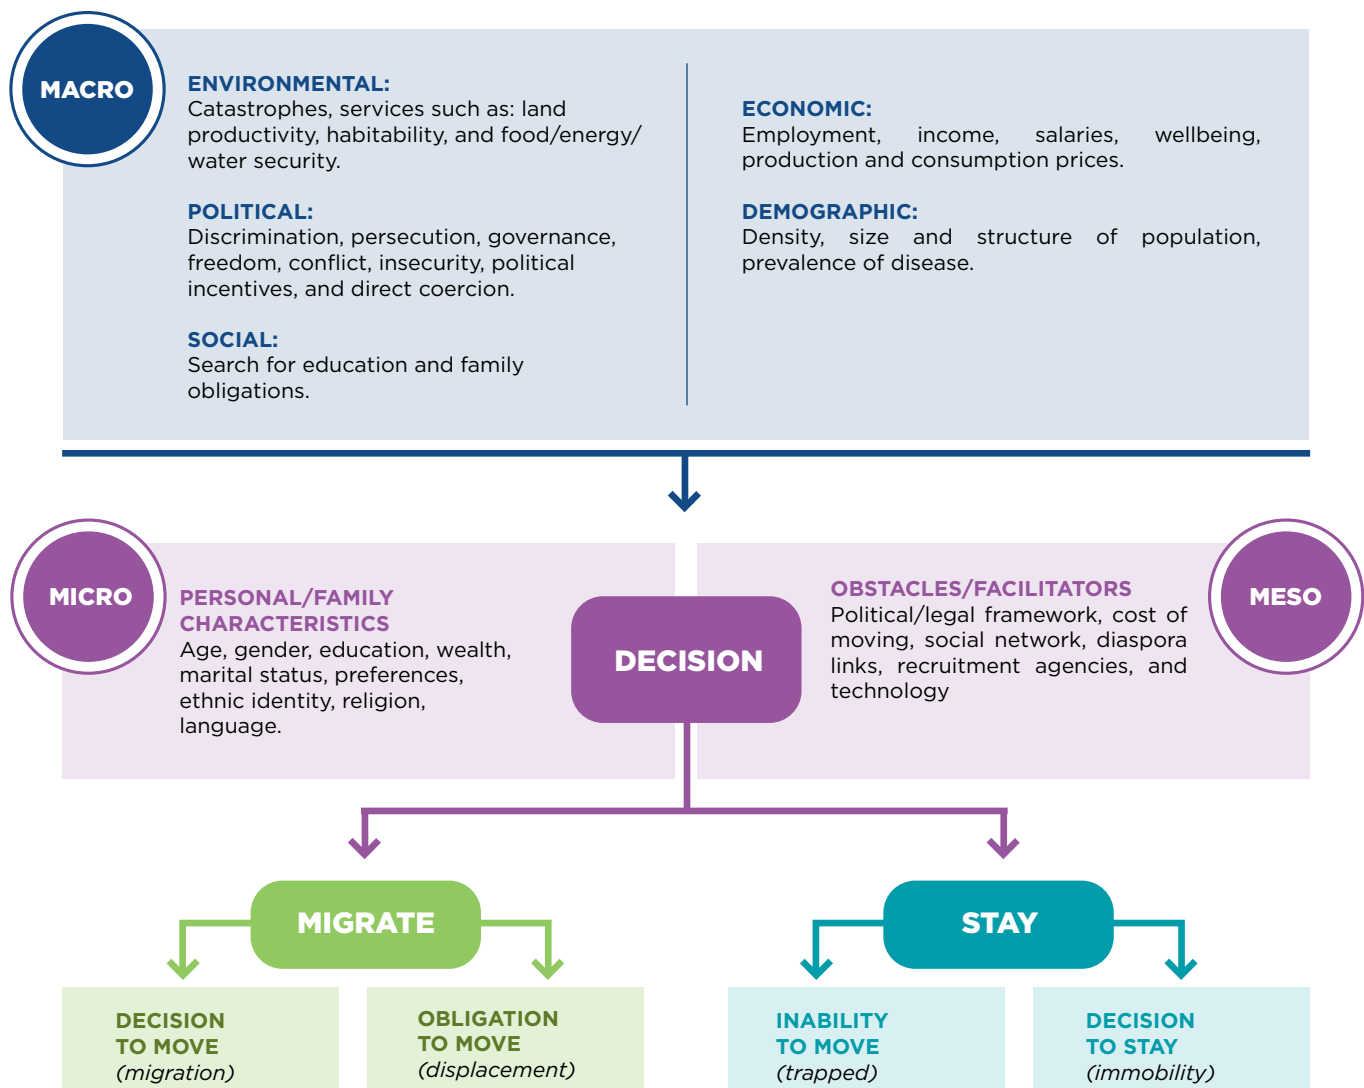 MACRO
ENVIRONMENTAL:
Catastrophes, services such as: land
productivity, habitability, and food/energy/
water security.
POLITICAL:
Discrimination, persecution, governance,
freedom, conflict, insecurity, political
incentives, and direct coercion.
SOCIAL:
Search for education and family
obligations.
ECONOMIC:
Employment, income, salaries, wellbeing,
production and consumption prices.
DEMOGRAPHIC:
Density, size and structure of population,
prevalence of disease.
MICRO
PERSONAL/FAMILY
CHARACTERISTICS
Age, gender, education, wealth,
marital status, preferences,
ethnic identity, religion,
language.
DECISION
OBSTACLES/FACILITATORS
Political/legal framework, cost of
moving, social network, diaspora
links, recruitment agencies, and
technology
MESO
MIGRATE
STAY
DECISION
TO MOVE
(migration)
OBLIGATION
TO MOVE
(displacement)
INABILITY
TO MOVE
(trapped)
DECISION
TO STAY
(immobility)